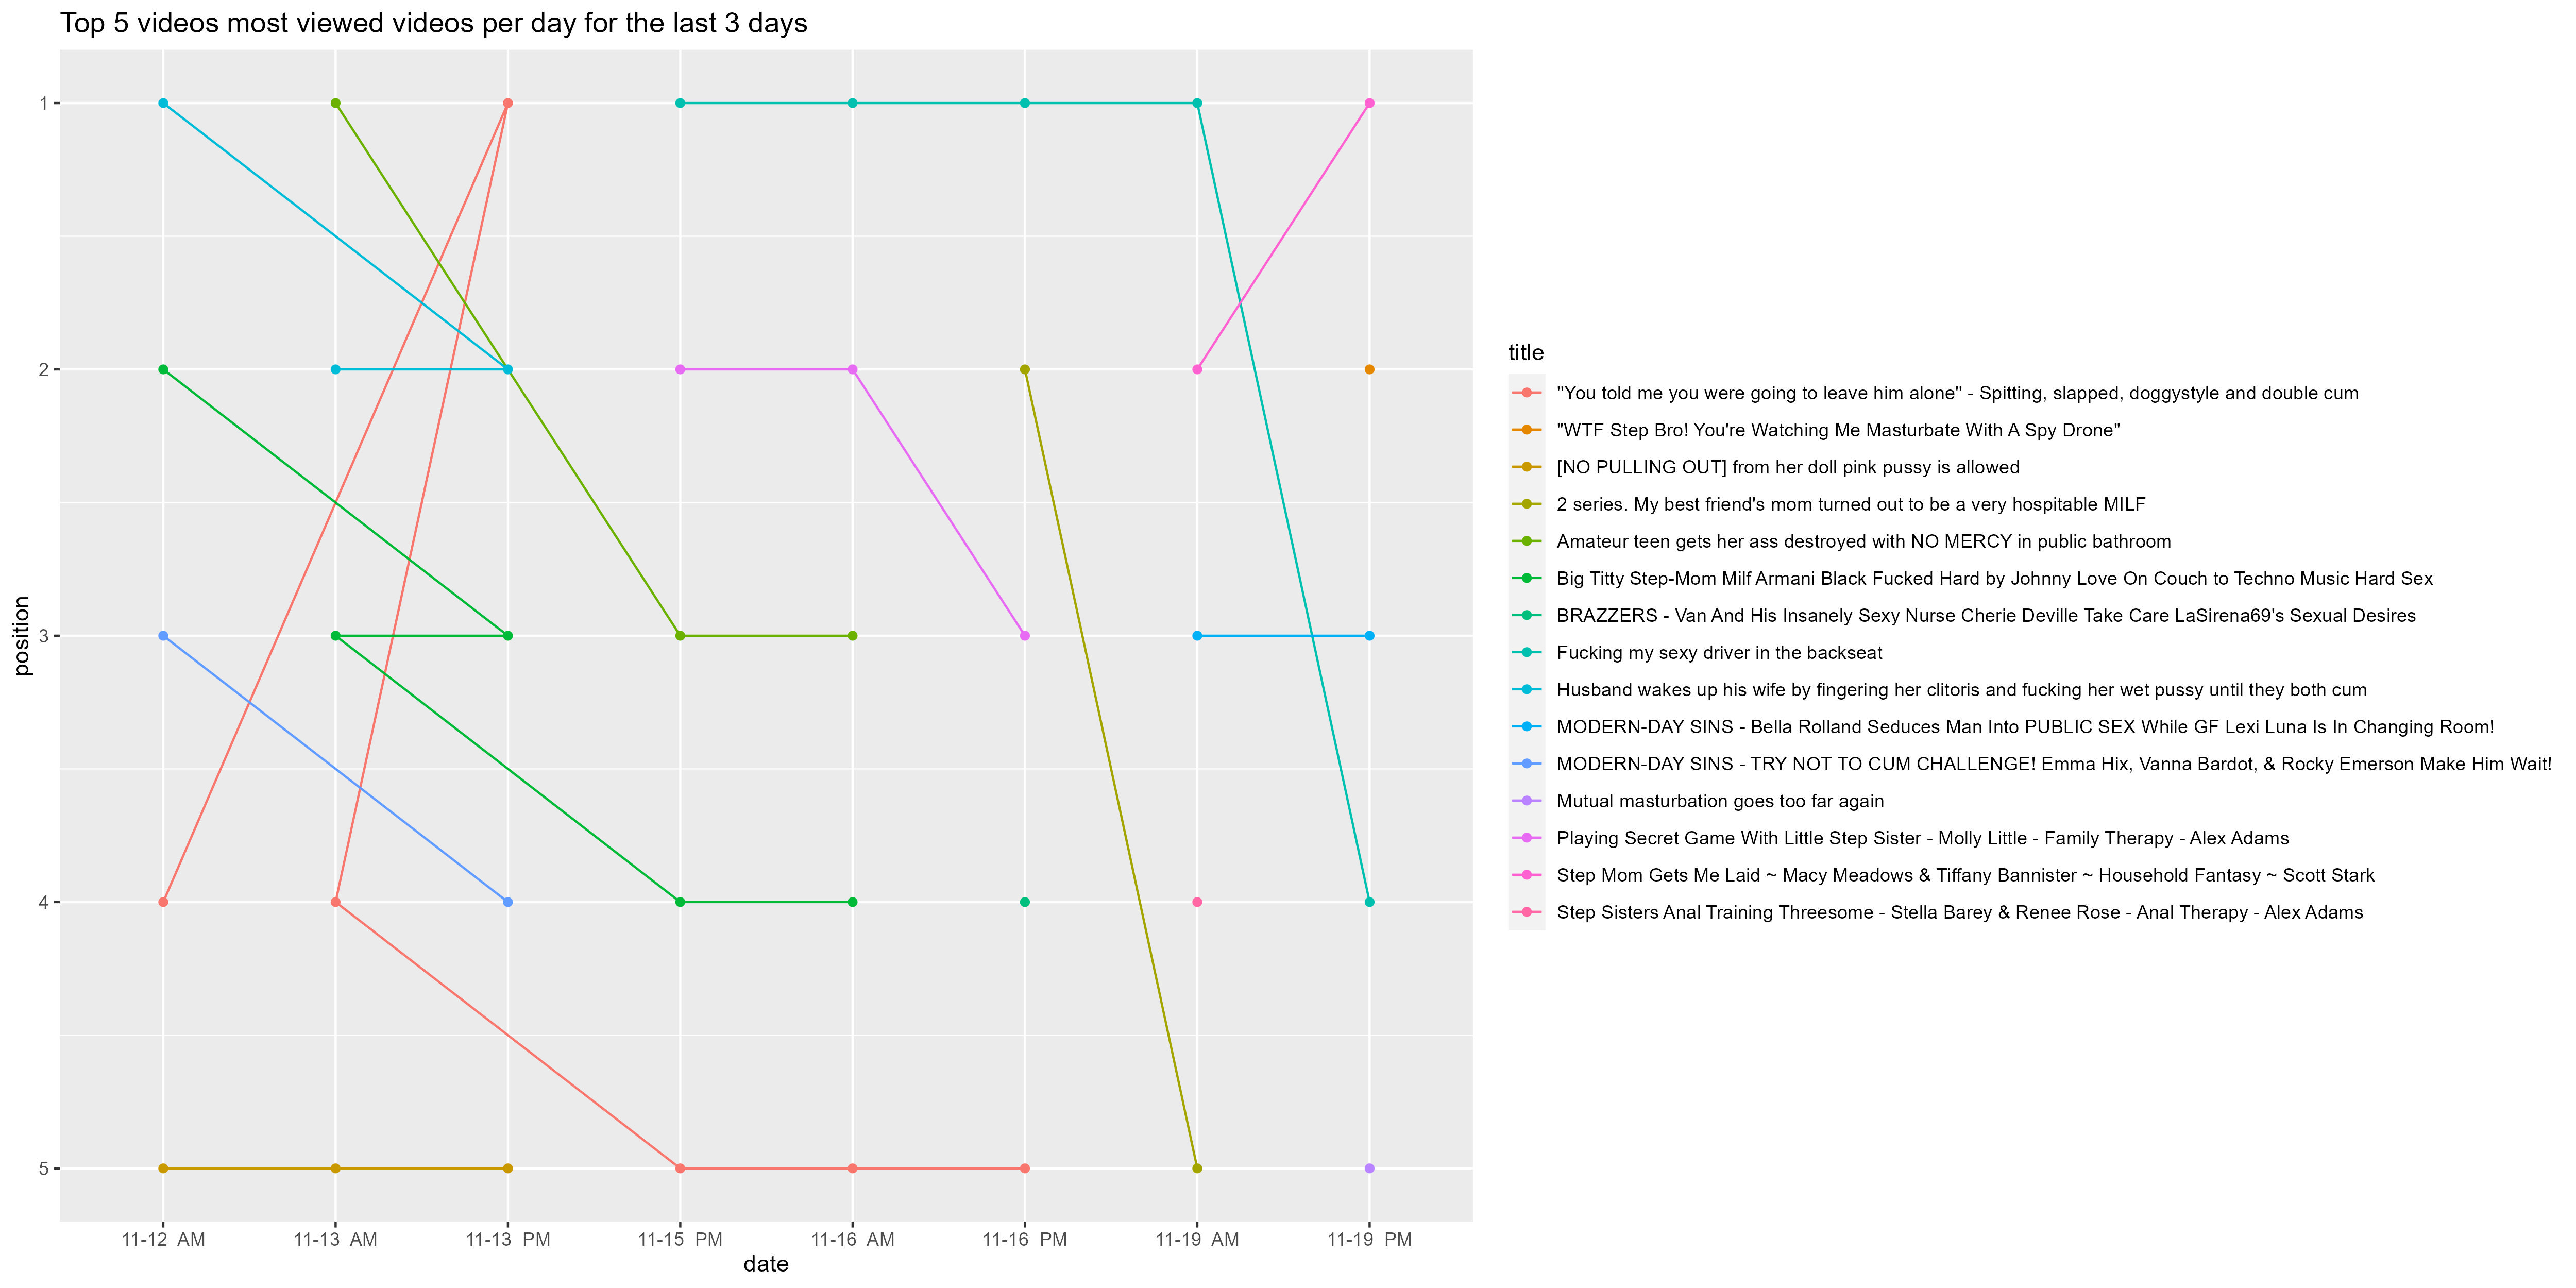 Top 5 videos most viewed videos per day for the last 3 days
position
1
2
3
4
5
11-12 AM
11-13 AM
11-13 PM
11-15 PM
11-16 AM
11-16 PM
11-19 AM
11-19 PM
date
title
"You told me you were going to leave him alone" - Spitting, slapped, doggystyle and double cum
"WTF Step Bro! You're Watching Me Masturbate With A Spy Drone"
[NO PULLING OUT] from her doll pink pussy is allowed
2 series. My best friend's mom turned out to be a very hospitable MILF
Amateur teen gets her ass destroyed with NO MERCY in public bathroom
Big Titty Step-Mom Milf Armani Black Fucked Hard by Johnny Love On Couch to Techno Music Hard Sex
BRAZZERS - Van And His Insanely Sexy Nurse Cherie Deville Take Care LaSirena69's Sexual Desires
Fucking my sexy driver in the backseat
Husband wakes up his wife by fingering her clitoris and fucking her wet pussy until they both cum
MODERN-DAY SINS - Bella Rolland Seduces Man Into PUBLIC SEX While GF Lexi Luna Is In Changing Room!
MODERN-DAY SINS - TRY NOT TO CUM CHALLENGE! Emma Hix, Vanna Bardot, & Rocky Emerson Make Him Wait!
Mutual masturbation goes too far again
Playing Secret Game With Little Step Sister - Molly Little - Family Therapy - Alex Adams
Step Mom Gets Me Laid ~ Macy Meadows & Tiffany Bannister ~ Household Fantasy ~ Scott Stark
Step Sisters Anal Training Threesome - Stella Barey & Renee Rose - Anal Therapy - Alex Adams